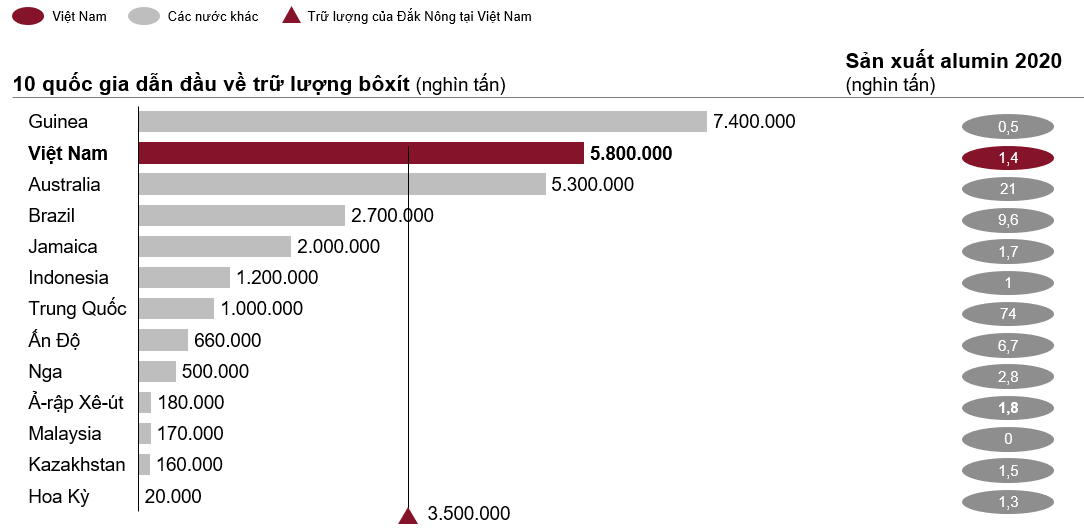 Việt Nam Các nước khác Trữ lượng của Đắk Nông tại Việt Nam
Sản xuất alumin 2020
10 quốc gia dẫn đầu về trữ lượng bôxít (nghìn tấn) (nghìn tấn)
Guinea 7.400.000 0,5
Việt Nam 5.800.000 1,4
Australia 5.300.000 21
Brazil 2.700.000 9,6
Jamaica 2.000.000 1,7
Indonesia 1.200.000 1
Trung Quốc 1.000.000 74
Ấn Độ 660.000 6,7
Nga 500.000 2,8
Ả-rập Xê-út 180.000 1,8
Malaysia 170.000 0
Kazakhstan 160.000 1,5
Hoa Kỳ 20.000 1,3
3.500.000